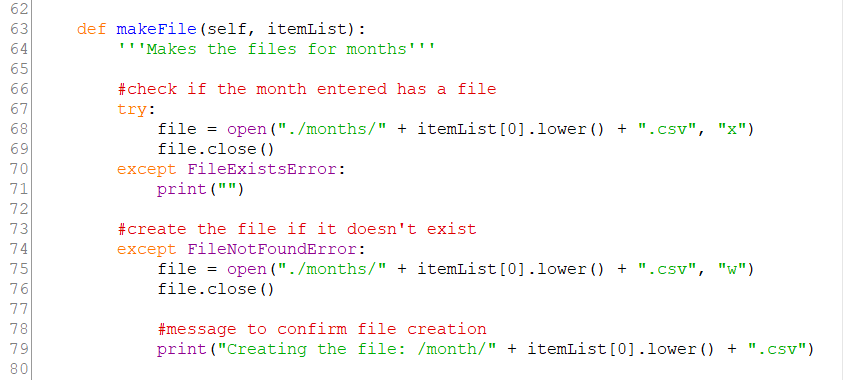 62
63 def makeFile(self, itemList):
64 '''Makes the files for months'''
65
66 #check if the month entered has a file
67 try:
68 file = open("./months/" + itemList[0].lower() + ".csv", "x")
69 file.close()
70 except FileExistsError:
71 print("")
72
73 #create the file if it doesn't exist
74 except FileNotFoundError:
75 file = open("./months/" + itemList[0].lower() + ".csv", "w")
76 file.close()
77
78 #message to confirm file creation
79 print("Creating the file: /month/" + itemList[0].lower() + ".csv")
80